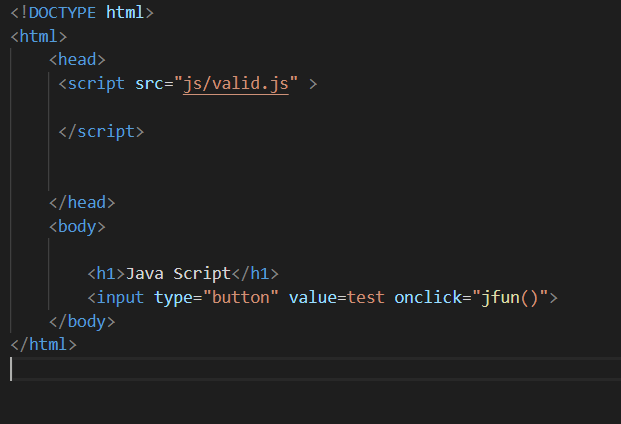 <!DOCTYPE html>
<html>
<head>
<script src="js/valid.js" >
</script>
</head>
<body>
<h1>Java Script</h1>
<input type="button" value=test onclick="jfun()">
</body>
</html>